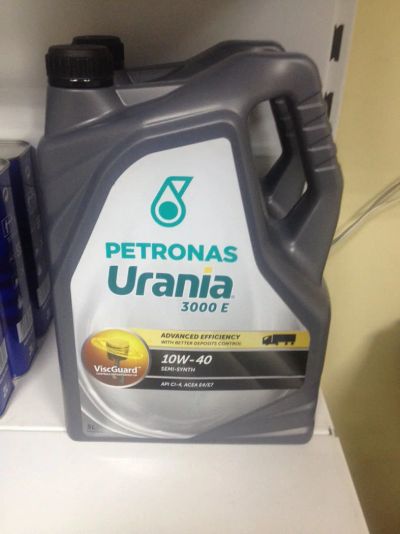 PETRONAS
Urania
3000 E
ADVANCED EFFICIENCY
WITH BETTER DEPOSITS CONTROL
ViscGuard™
10W-40
SEMI-SYNTH
API CI-4, ACEA E4/E7
5L